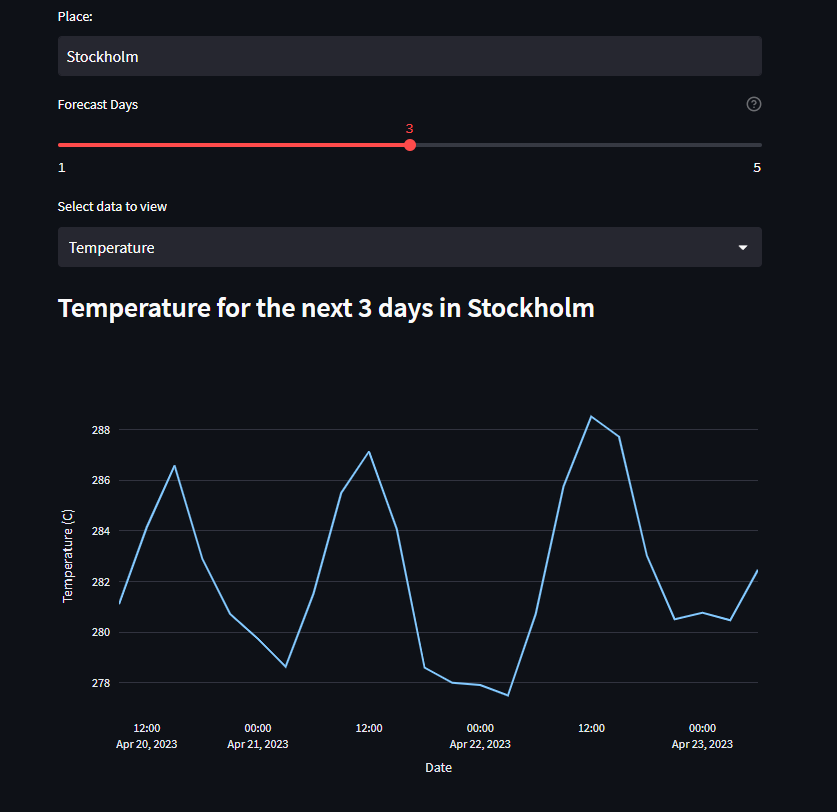 Place:
Stockholm
Forecast Days
?
3
1 5
Select data to view
Temperature
Temperature for the next 3 days in Stockholm
288
286
284
282
280
278
Temperature (C)
12:00 00:00 12:00 00:00 12:00 00:00
Apr 20, 2023 Apr 21, 2023 Apr 22, 2023 Apr 23, 2023
Date